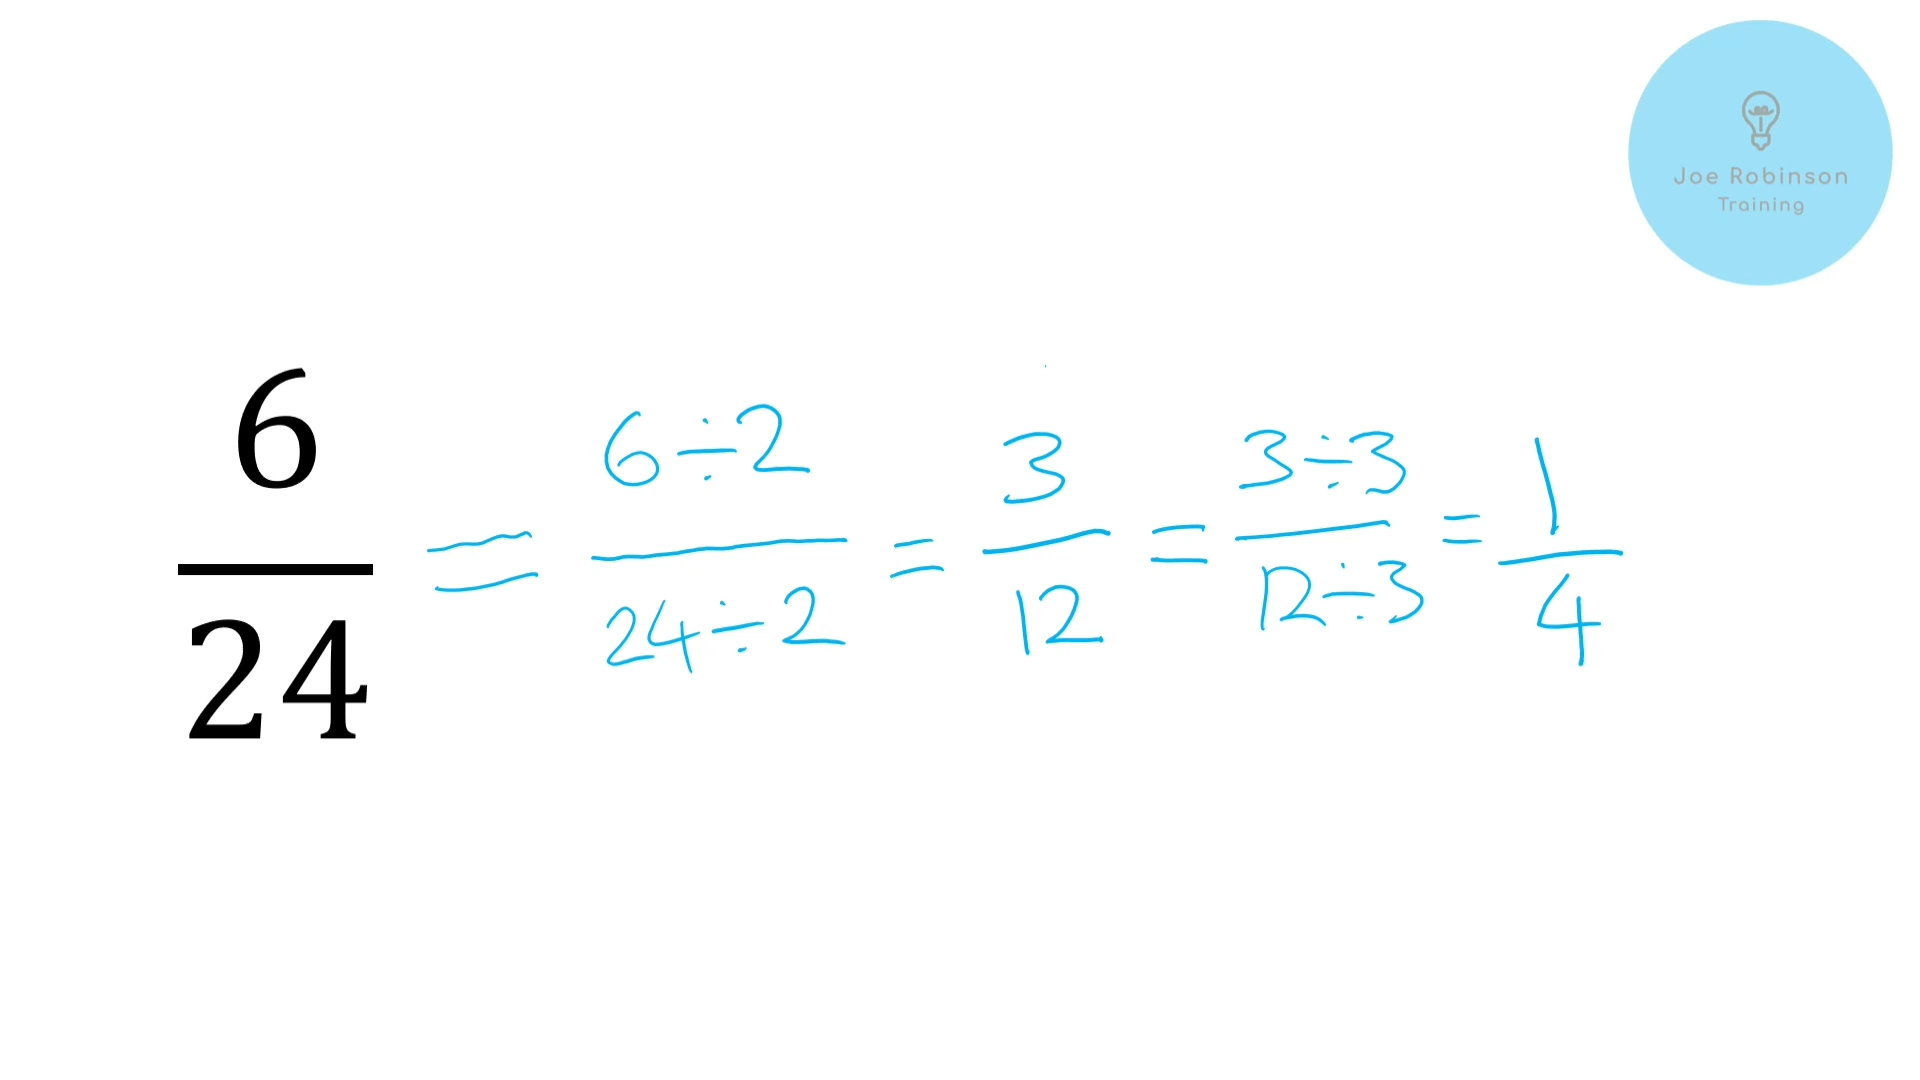 Joe Robinson
Training
6/24 = (6÷2)/(24÷2) = 3/12 = (3÷3)/(12÷3) = 1/4